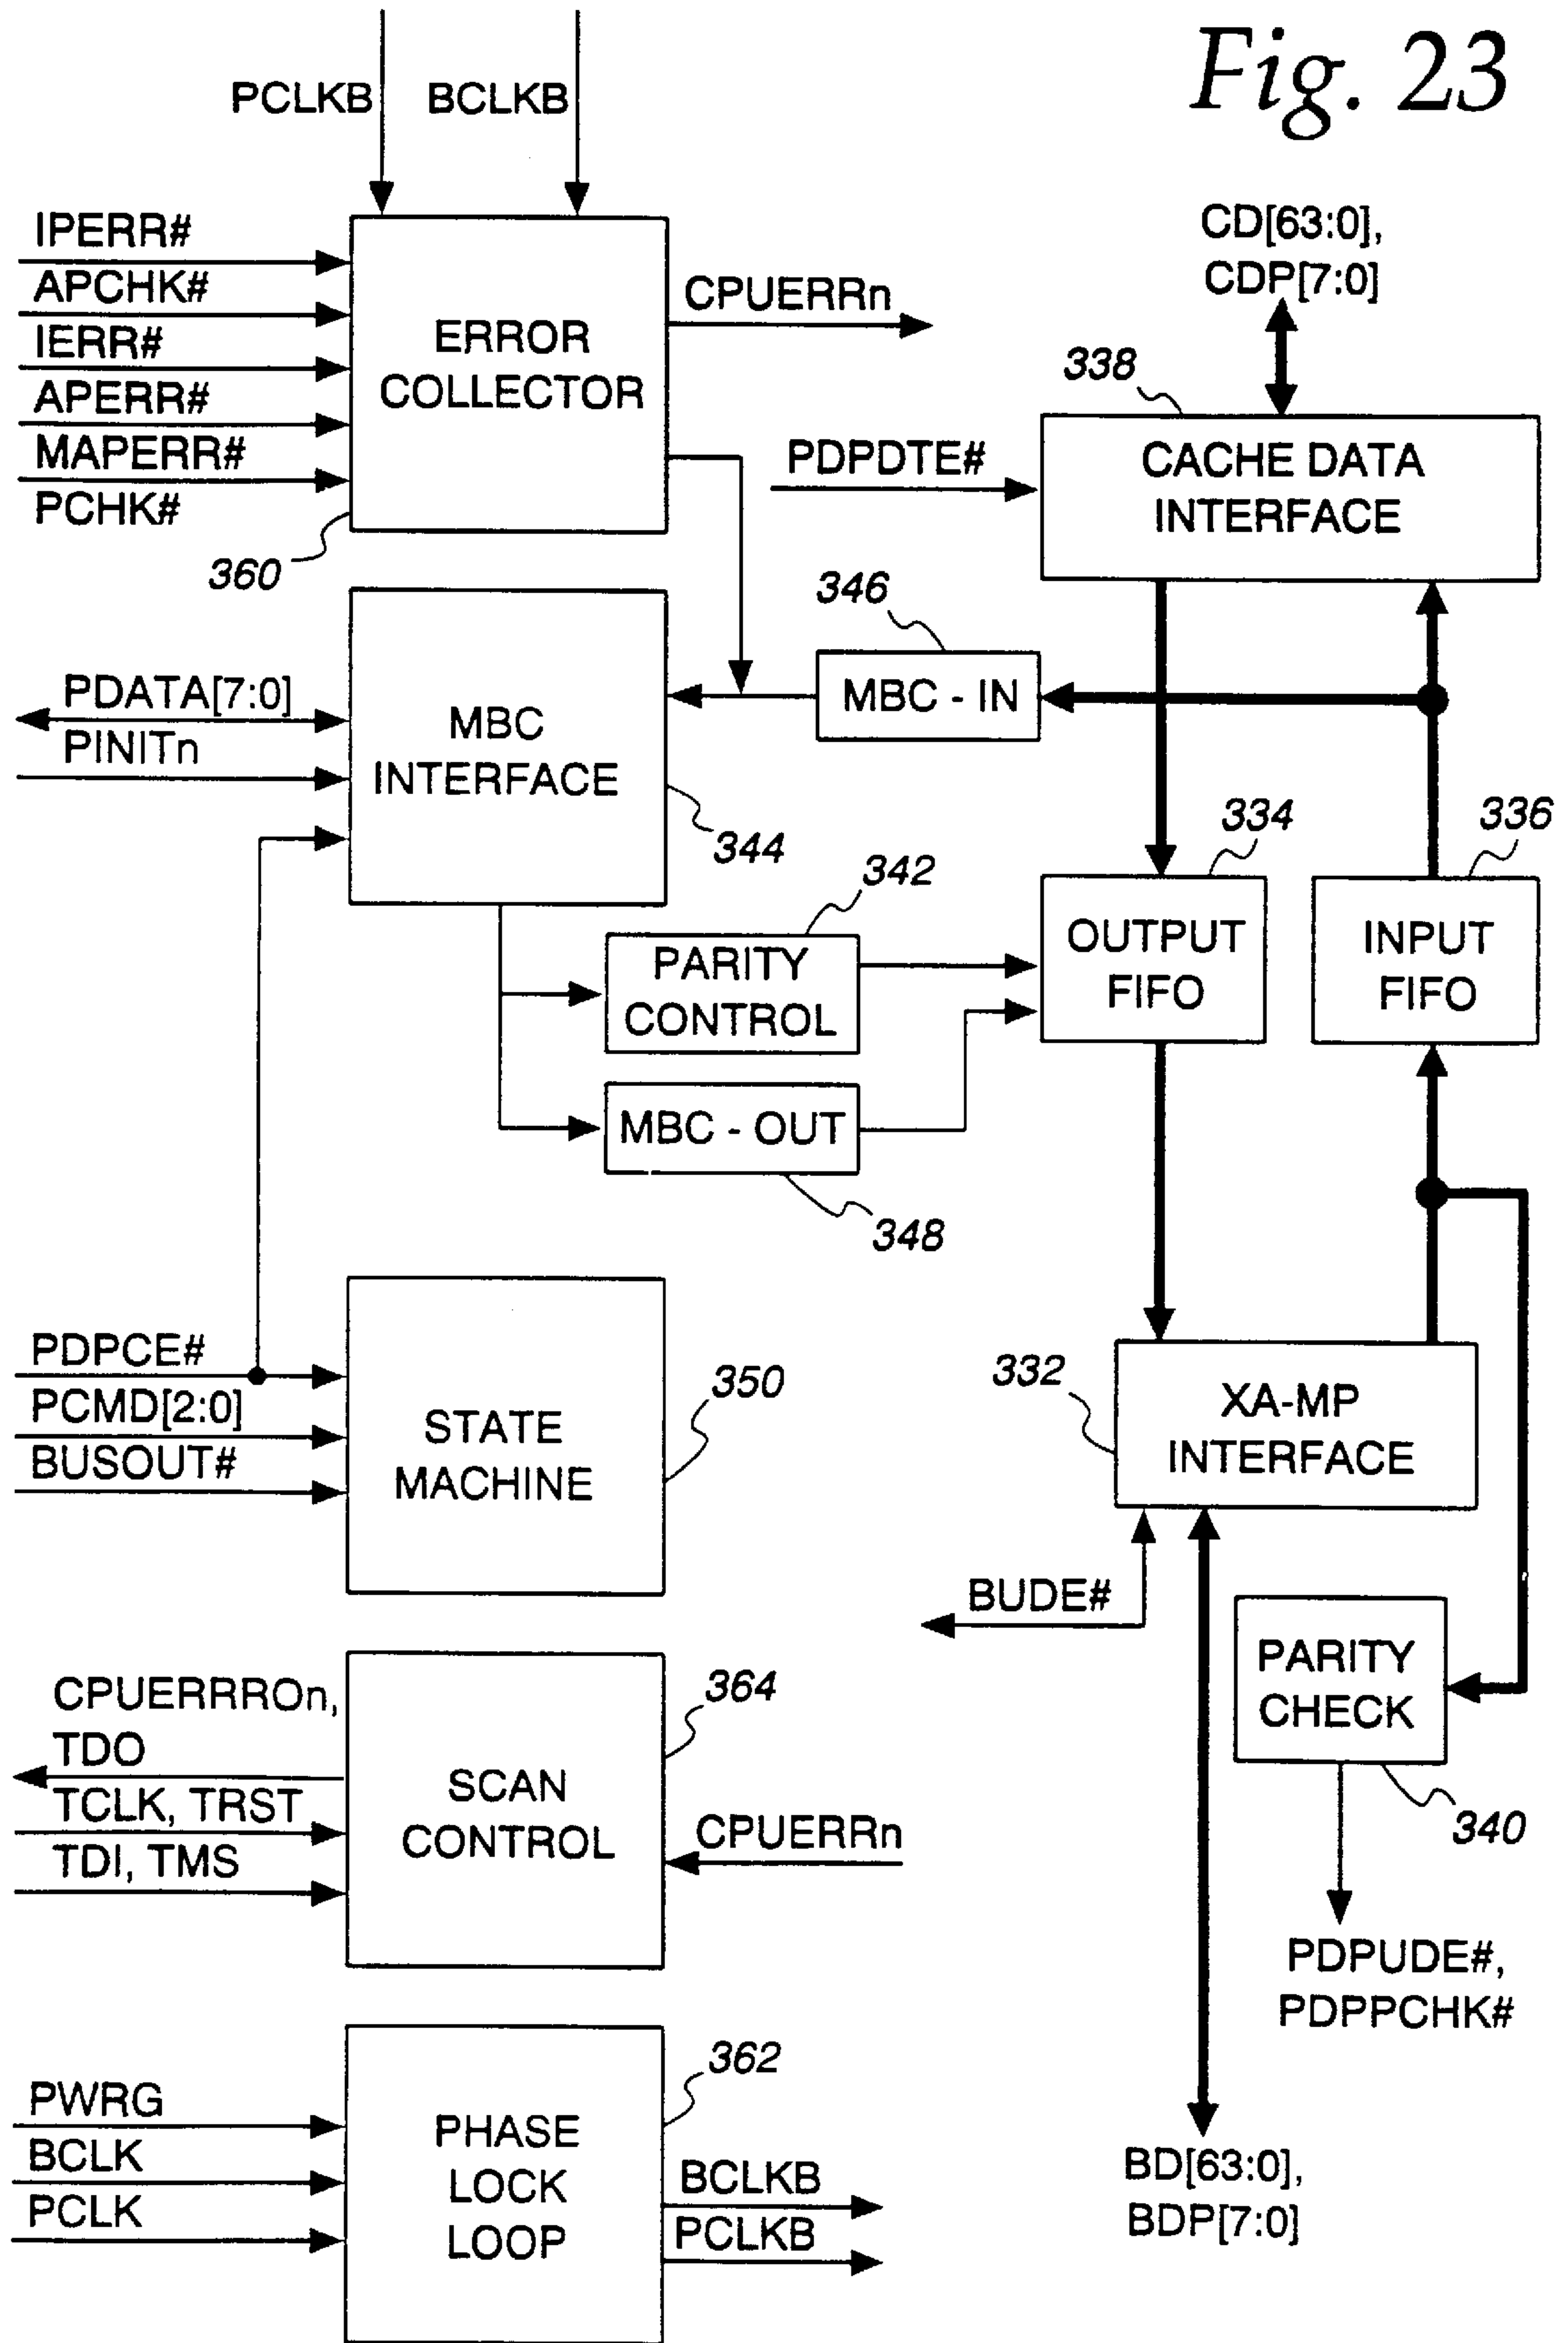 Fig. 23
PCLKB
BCLKB
IPERR#
APCHK#
IERR#
APERR#
MAPERR#
PCHK#
ERROR
COLLECTOR
360
CPUERRn
CD[63:0],
CDP[7:0]
338
PDPDTE#
CACHE DATA
INTERFACE
346
MBC - IN
PDATA[7:0]
PINITn
MBC
INTERFACE
344
342
PARITY
CONTROL
MBC - OUT
348
334
OUTPUT
FIFO
336
INPUT
FIFO
PDPCE#
PCMD[2:0]
BUSOUT#
STATE
MACHINE
350
332
XA-MP
INTERFACE
BUDE#
PARITY
CHECK
340
PDPUDE#,
PDPPCHK#
CPUERRROn,
TDO
TCLK, TRST
TDI, TMS
SCAN
CONTROL
364
CPUERRn
PWRG
BCLK
PCLK
PHASE
LOCK
LOOP
362
BCLKB
PCLKB
BD[63:0],
BDP[7:0]